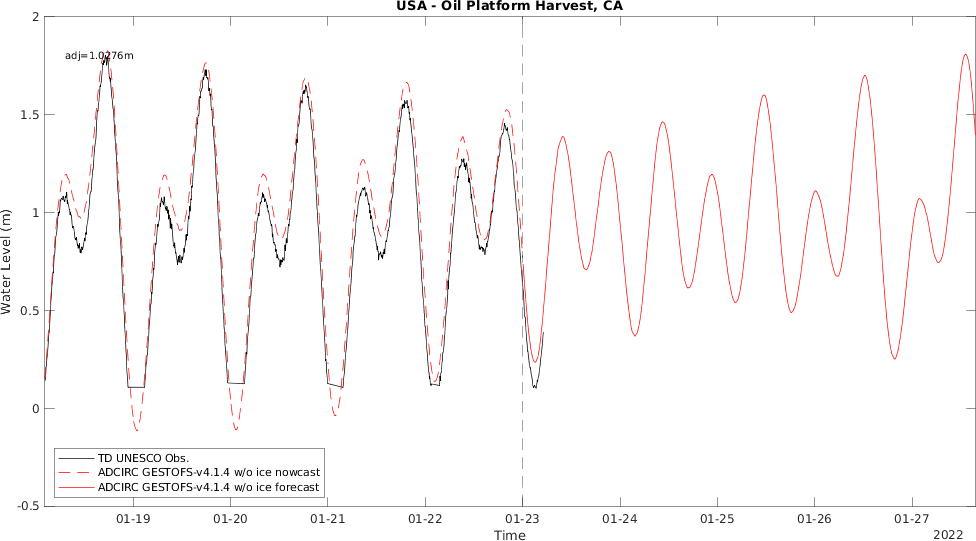 USA - Oil Platform Harvest, CA
adj=1.0276m
2
1.5
1
0.5
0
-0.5
Water Level (m)
TD UNESCO Obs.
ADCIRC GESTOFS-v4.1.4 w/o ice nowcast
ADCIRC GESTOFS-v4.1.4 w/o ice forecast
01-19 01-20 01-21 01-22 01-23 01-24 01-25 01-26 01-27
Time
2022